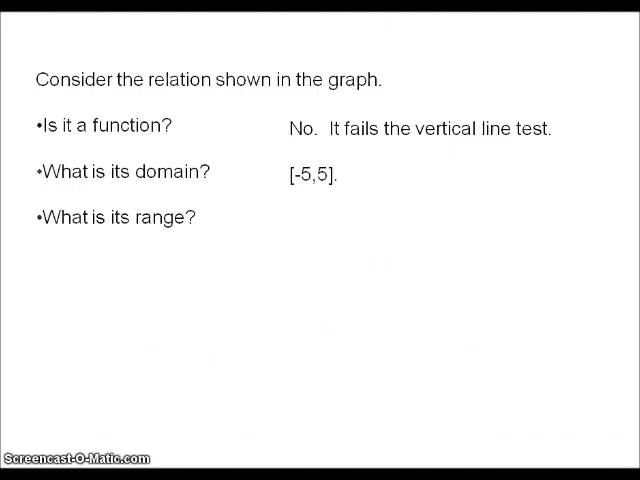 Consider the relation shown in the graph.
•Is it a function?
No. It fails the vertical line test.
•What is its domain?
[-5,5].
•What is its range?
Screencast-O-Matic.com